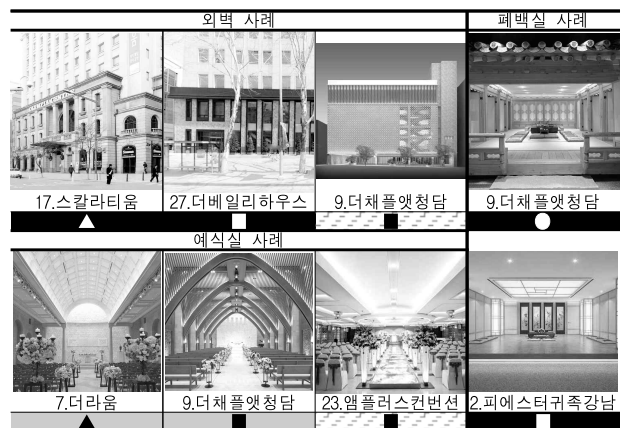 외벽 사례
폐백실 사례
17.스칼라티움
27.더베일리하우스
9.더채플앳청담
9.더채플앳청담
예식실 사례
7.더라움
9.더채플앳청담
23.앰플러스컨번션
2.피에스터귀족강남